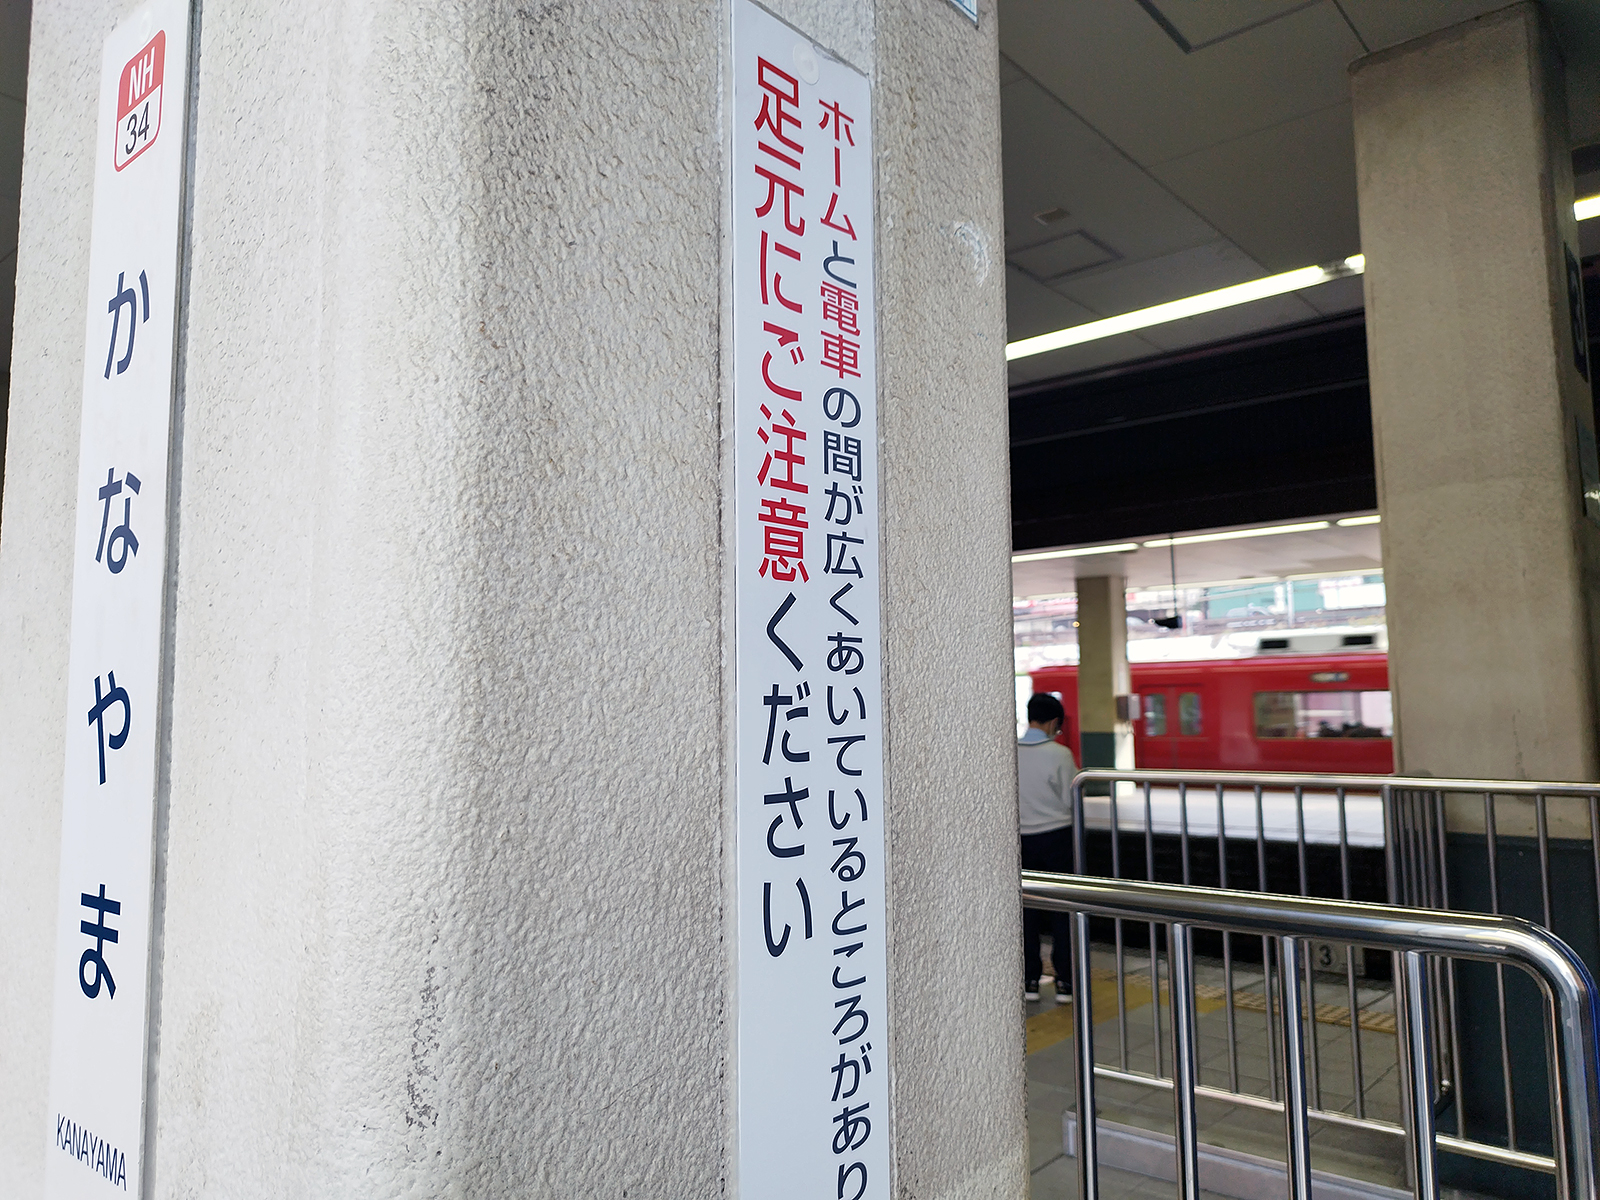 NH
34
かなやま
KANAYAMA
ホームと電車の間が広くあいているところがあり
足元にご注意ください
3